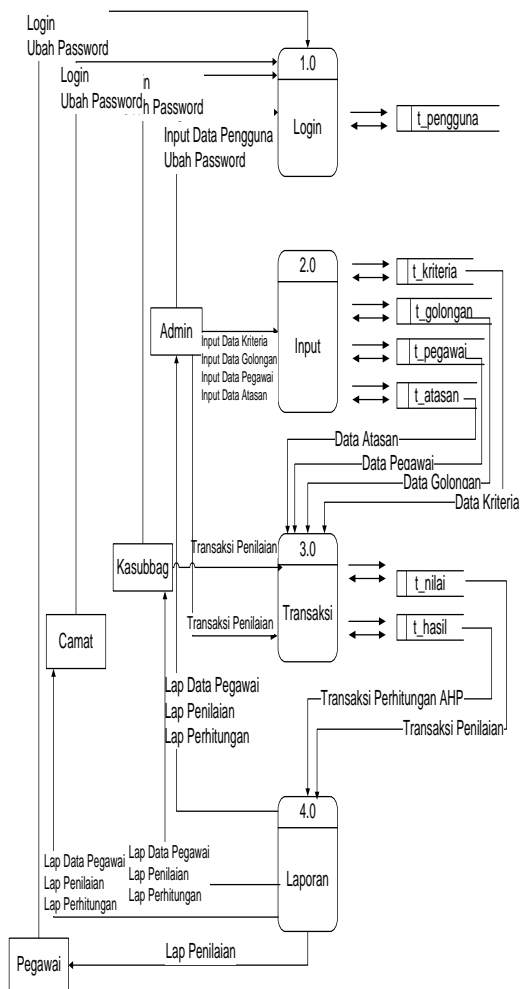 Login
Ubah Password
1.0
Login
Ubah Password
in
bah Password
Login
t_pengguna
Input Data Pengguna
Ubah Password
2.0
t_kriteria
t_golongan
Admin
Input
t_pegawai
Input Data Kriteria
Input Data Golongan
Input Data Pegawai
Input Data Atasan
t_atasan
Data Atasan
Data Pegawai
Data Golongan
Data Kriteria
3.0
Transaksi Penilaian
Kasubbag
t_nilai
Transaksi
Transaksi Penilaian
t_hasil
Camat
Lap Data Pegawai
Lap Penilaian
Lap Perhitungan
Transaksi Perhitungan AHP
Transaksi Penilaian
4.0
Lap Data Pegawai
Lap Penilaian
Lap Perhitungan
Lap Data Pegawai
Lap Penilaian
Lap Perhitungan
Laporan
Lap Penilaian
Pegawai